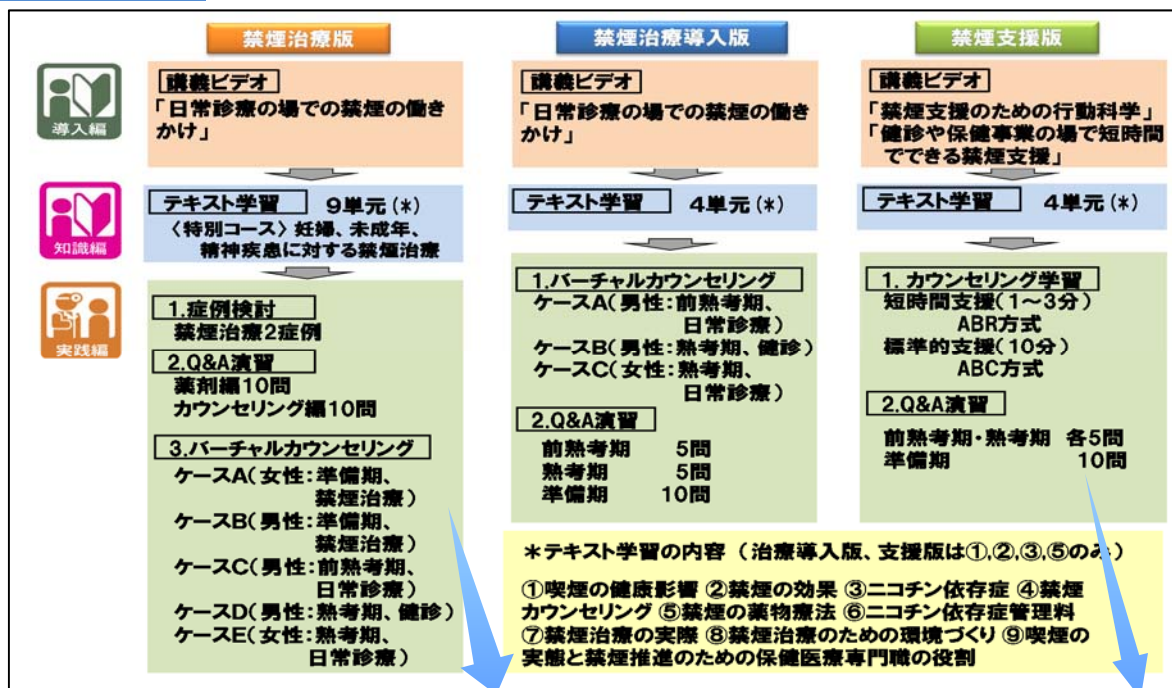 禁煙治療版
禁煙治療導入版
禁煙支援版
導入編
講義ビデオ
「日常診療の場での禁煙の働き
かけ」
講義ビデオ
「日常診療の場での禁煙の働き
かけ」
講義ビデオ
「禁煙支援のための行動科学」
「健診や保健事業の場で短時間
でできる禁煙支援」
知識編
テキスト学習 9単元(*)
〈特別コース〉妊婦、未成年、
精神疾患に対する禁煙治療
テキスト学習 4単元(*)
テキスト学習 4単元(*)
実践編
1.症例検討
禁煙治療2症例
2.Q&A演習
薬剤編10問
カウンセリング編10問
3.バーチャルカウンセリング
ケースA(女性:準備期、
禁煙治療)
ケースB(男性:準備期、
禁煙治療)
ケースC(男性:前熟考期、
日常診療)
ケースD(男性:熟考期、健診)
ケースE(女性:熟考期、
日常診療)
1.バーチャルカウンセリング
ケースA(男性:前熟考期、
日常診療)
ケースB(男性:熟考期、健診)
ケースC(女性:熟考期、
日常診療)
2.Q&A演習
前熟考期 5問
熟考期 5問
準備期 10問
1.カウンセリング学習
短時間支援(1~3分)
ABR方式
標準的支援(10分)
ABC方式
2.Q&A演習
前熟考期・熟考期 各5問
準備期 10問
*テキスト学習の内容(治療導入版、支援版は①,②,③,⑤のみ)
①喫煙の健康影響 ②禁煙の効果 ③ニコチン依存症 ④禁煙
カウンセリング ⑤禁煙の薬物療法 ⑥ニコチン依存症管理料
⑦禁煙治療の実際 ⑧禁煙治療のための環境づくり ⑨喫煙の
実態と禁煙推進のための保健医療専門職の役割